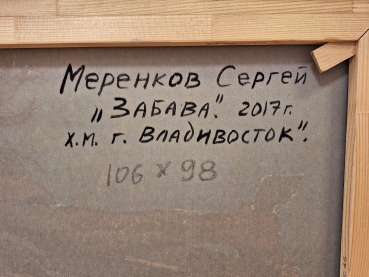 Меренков Сергей
„Забава". 2017г.
х.м. г. Владивосток".
106 x 98